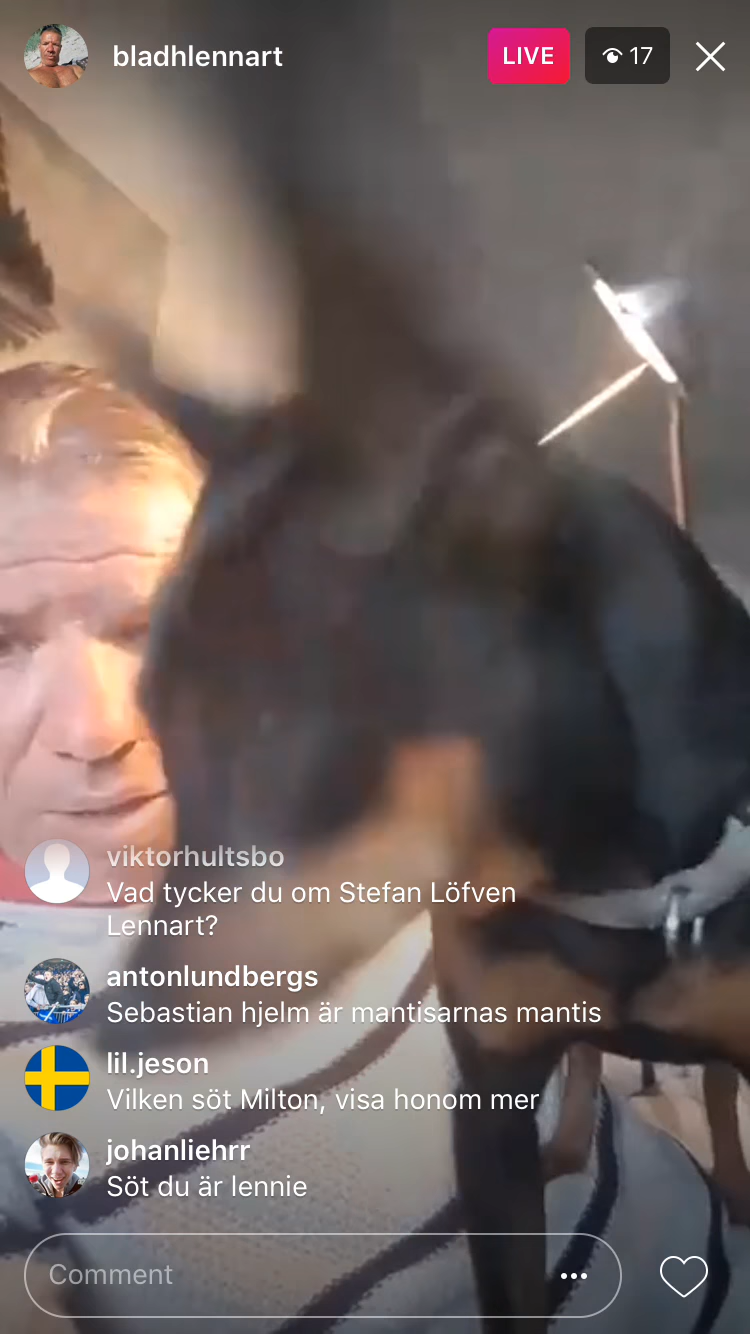 bladhlennart
LIVE
17
viktorhultsbo
Vad tycker du om Stefan Löfven
Lennart?
antonlundbergs
Sebastian hjelm är mantisarnas mantis
lil.jeson
Vilken söt Milton, visa honom mer
johanliehrr
Söt du är lennie
Comment